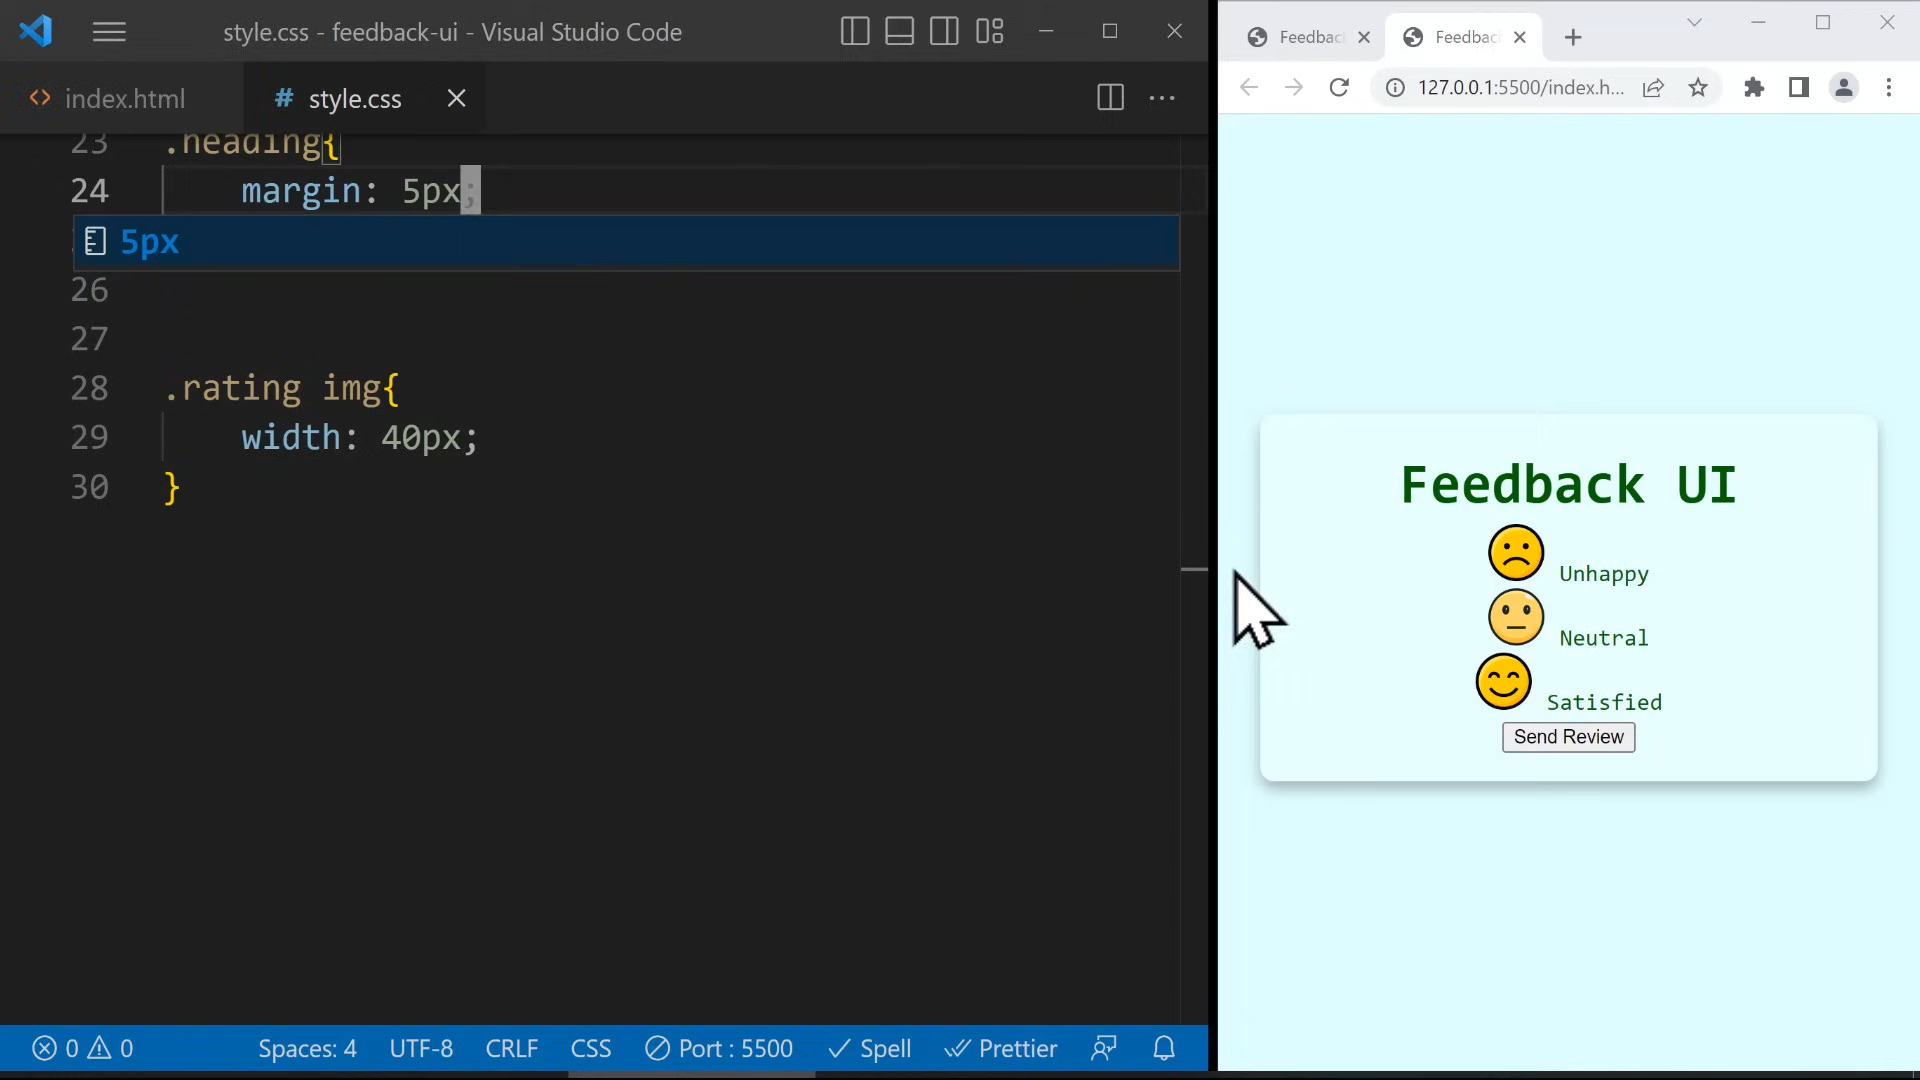 style.css - feedback-ui - Visual Studio Code
index.html
# style.css
23 .heading{
24 margin: 5px;
5px
26
27
28 .rating img{
29 width: 40px;
30 }
0 0 Spaces: 4 UTF-8 CRLF CSS Port : 5500 Spell Prettier
Feedbac
Feedbac
127.0.0.1:5500/index.h...
Feedback UI
Unhappy
Neutral
Satisfied
Send Review